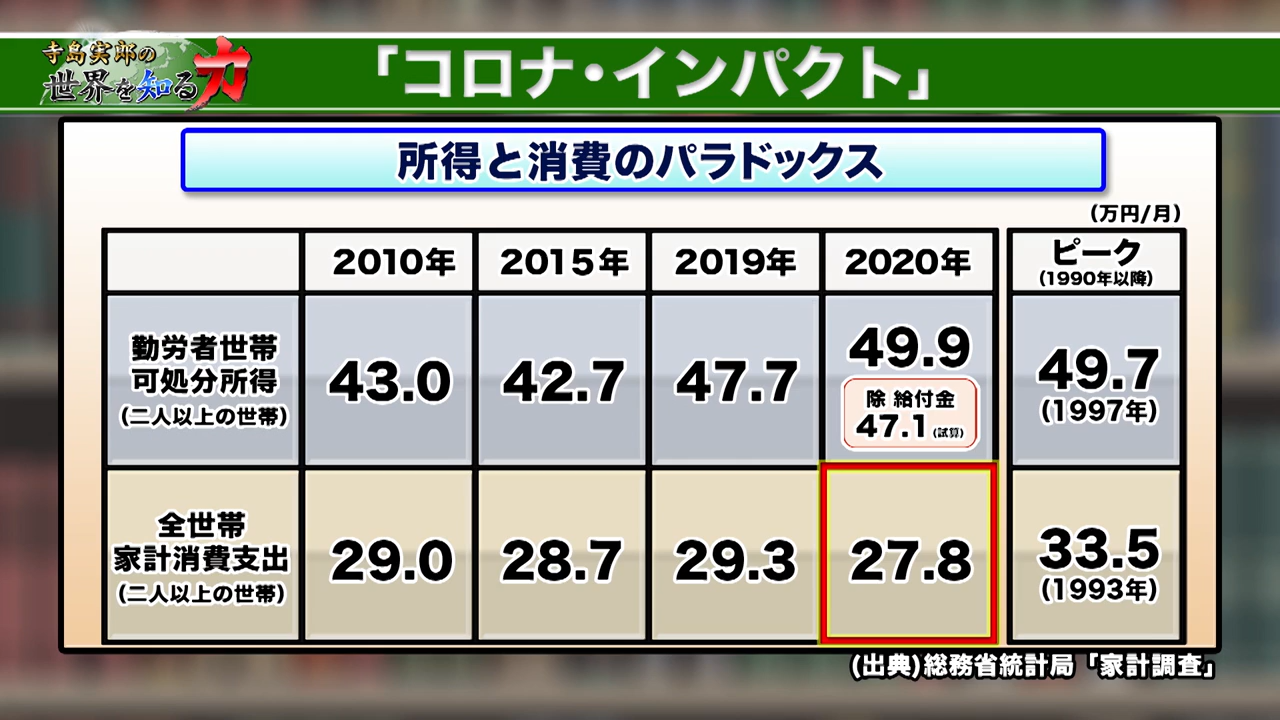 寺島実郎の
世界を知る力
「コロナ・インパクト」
所得と消費のパラドックス
(万円/月)
2010年 2015年 2019年 2020年 ピーク
(1990年以降)
勤労者世帯
可処分所得
(二人以上の世帯)
43.0 42.7 47.7 49.9
除 給付金
47.1(試算)
49.7
(1997年)
全世帯
家計消費支出
(二人以上の世帯)
29.0 28.7 29.3 27.8 33.5
(1993年)
(出典)総務省統計局「家計調査」